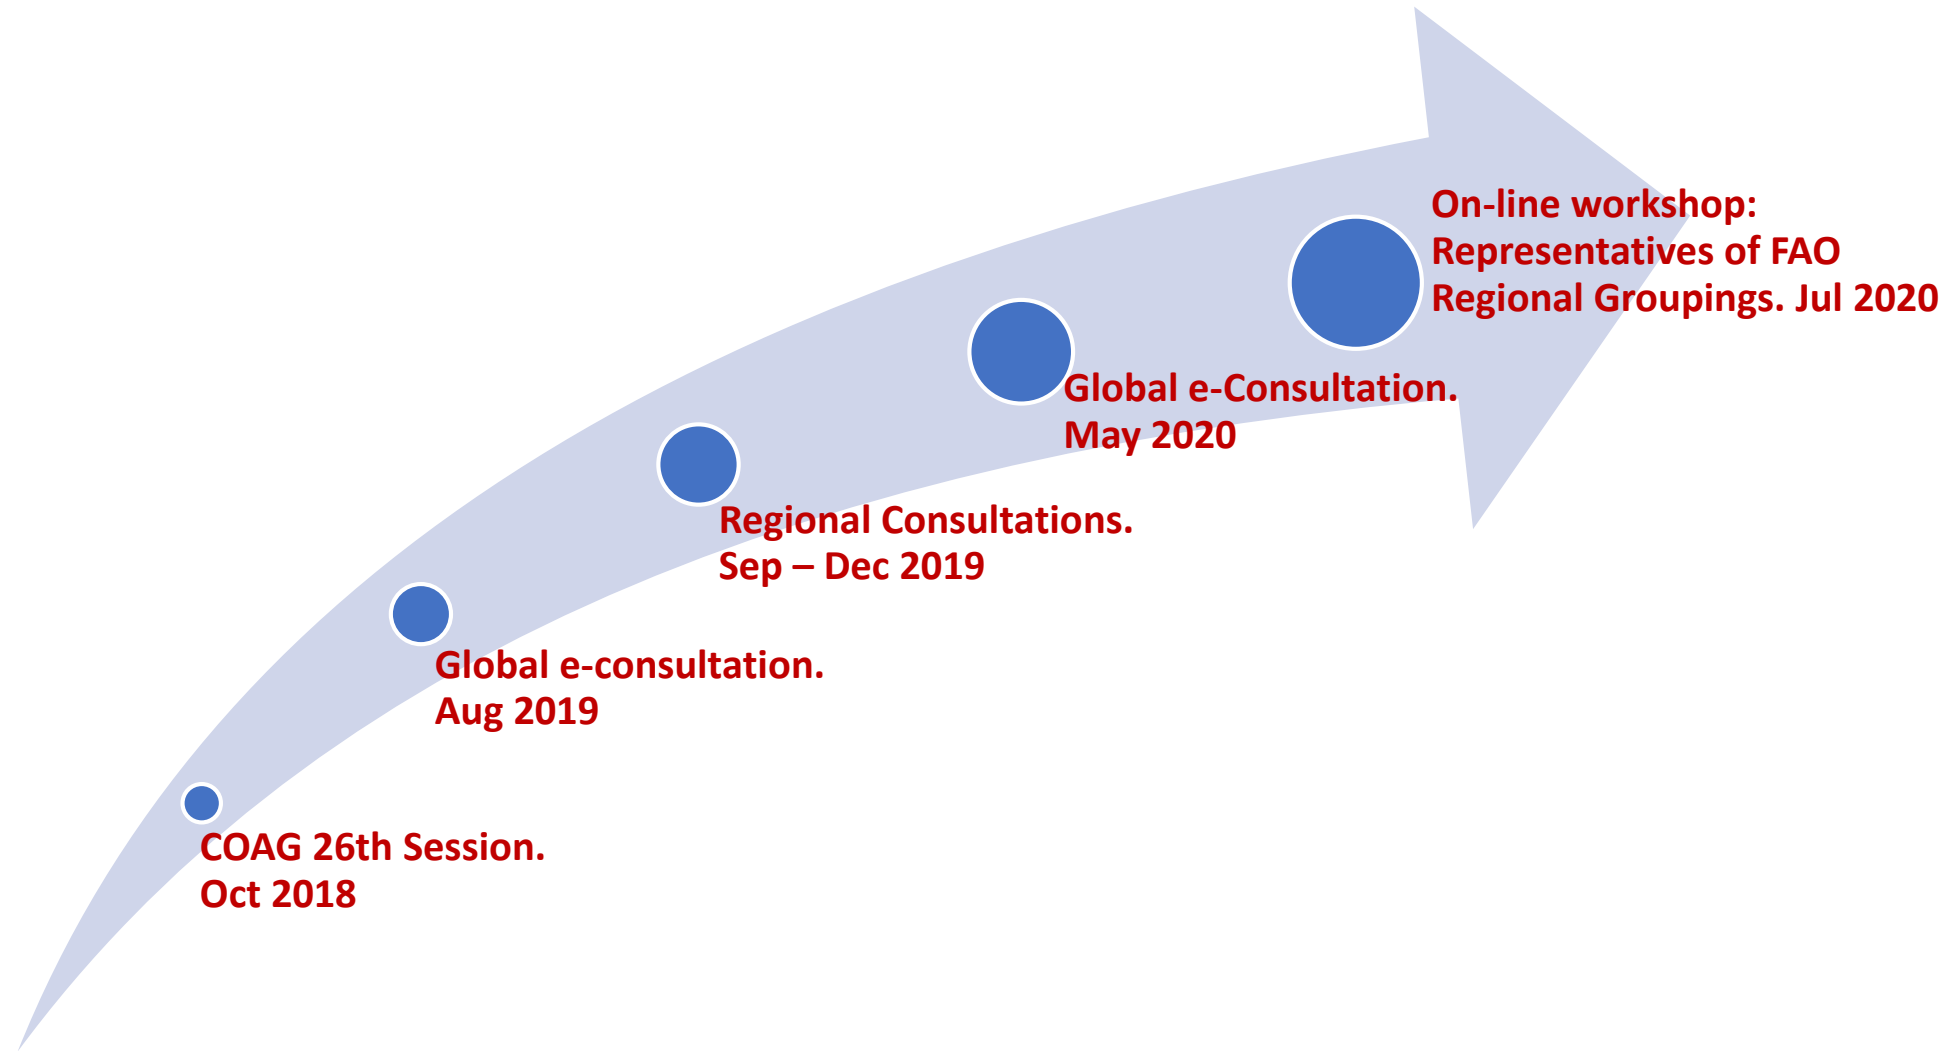 On-line workshop:
Representatives of FAO
Regional Groupings. Jul 2020
Global e-Consultation.
May 2020
Regional Consultations.
Sep – Dec 2019
Global e-consultation.
Aug 2019
COAG 26th Session.
Oct 2018